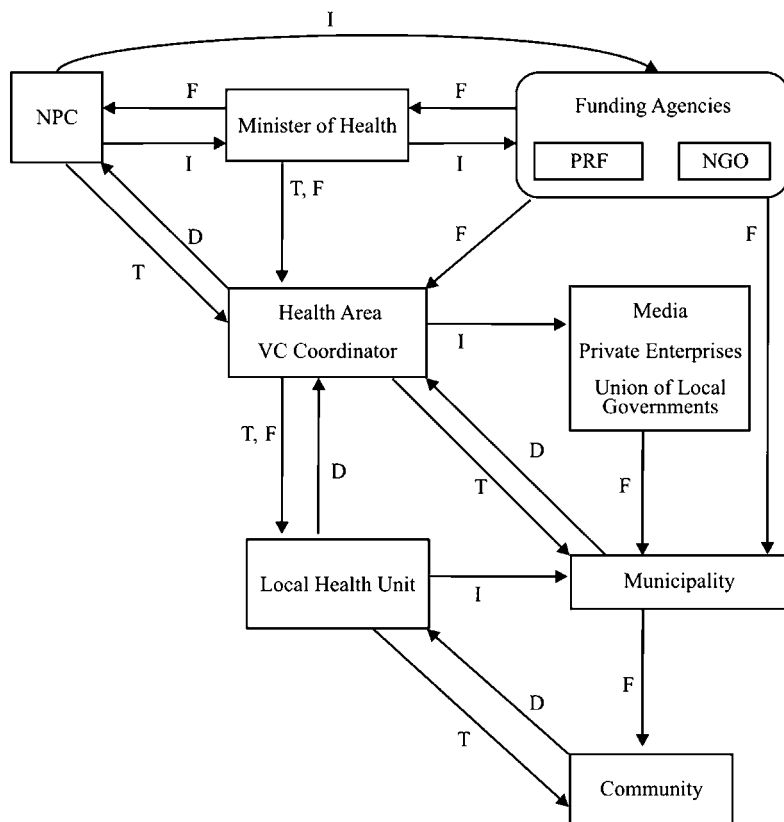 I
NPC
F
I
Minister of Health
F
I
Funding Agencies
PRF
NGO
T, F
D
T
F
F
Health Area
VC Coordinator
I
Media
Private Enterprises
Union of Local
Governments
T, F
D
D
T
F
Local Health Unit
I
Municipality
F
D
T
Community